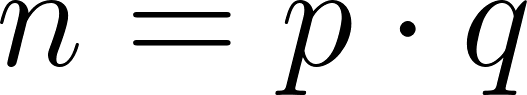 n = p · q